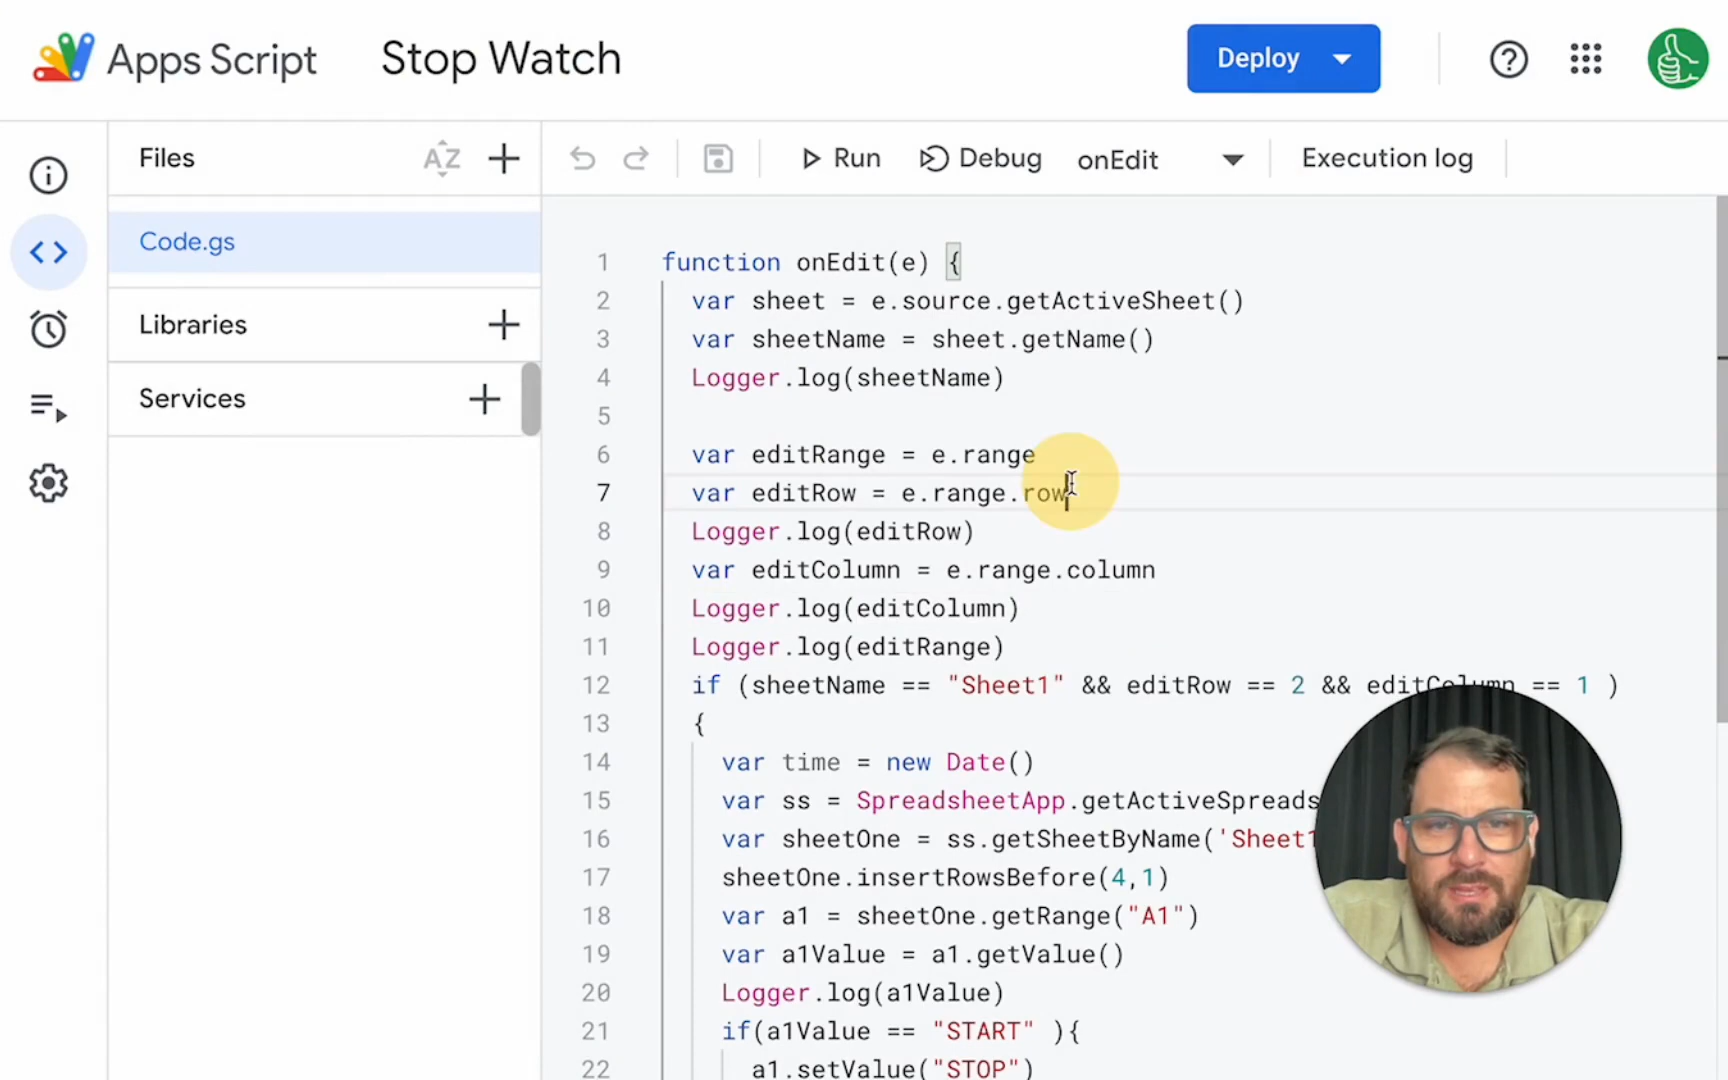 Apps Script
Stop Watch
Deploy
Files
AZ
Run
Debug
onEdit
Execution log
Code.gs
Libraries
Services
1 function onEdit(e) {
2 var sheet = e.source.getActiveSheet()
3 var sheetName = sheet.getName()
4 Logger.log(sheetName)
5
6 var editRange = e.range
7 var editRow = e.range.row
8 Logger.log(editRow)
9 var editColumn = e.range.column
10 Logger.log(editColumn)
11 Logger.log(editRange)
12 if (sheetName == "Sheet1" && editRow == 2 && editColumn == 1 )
13 {
14 var time = new Date()
15 var ss = SpreadsheetApp.getActiveSpreads
16 var sheetOne = ss.getSheetByName('Sheet1
17 sheetOne.insertRowsBefore(4,1)
18 var a1 = sheetOne.getRange("A1")
19 var a1Value = a1.getValue()
20 Logger.log(a1Value)
21 if(a1Value == "START" ){
22 a1.setValue("STOP")